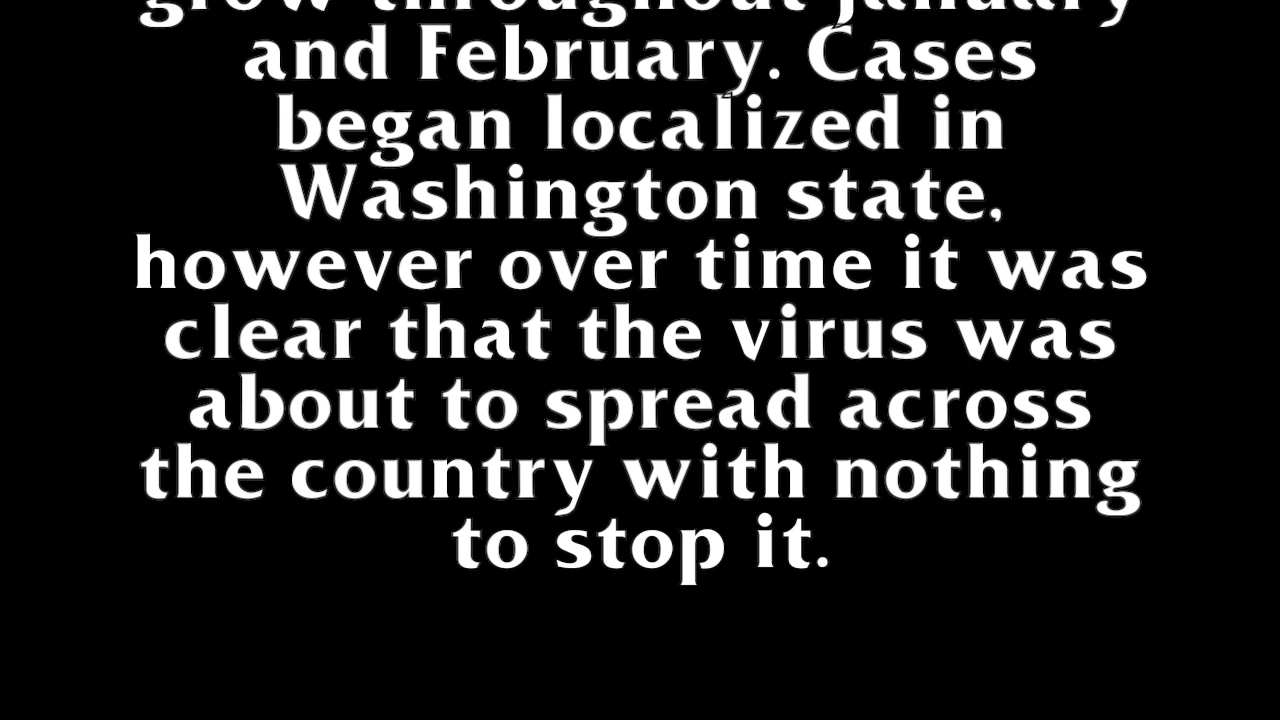 grow throughout January
and February. Cases
began localized in
Washington state,
however over time it was
clear that the virus was
about to spread across
the country with nothing
to stop it.